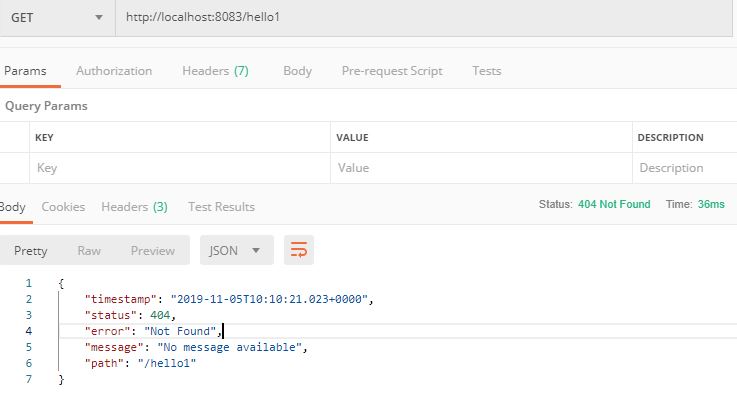 GET http://localhost:8083/hello1
Params Authorization Headers (7) Body Pre-request Script Tests
Query Params
KEY VALUE DESCRIPTION
Key Value Description
Body Cookies Headers (3) Test Results Status: 404 Not Found Time: 36ms
Pretty Raw Preview JSON
1 {
2 "timestamp": "2019-11-05T10:10:21.023+0000",
3 "status": 404,
4 "error": "Not Found",
5 "message": "No message available",
6 "path": "/hello1"
7 }